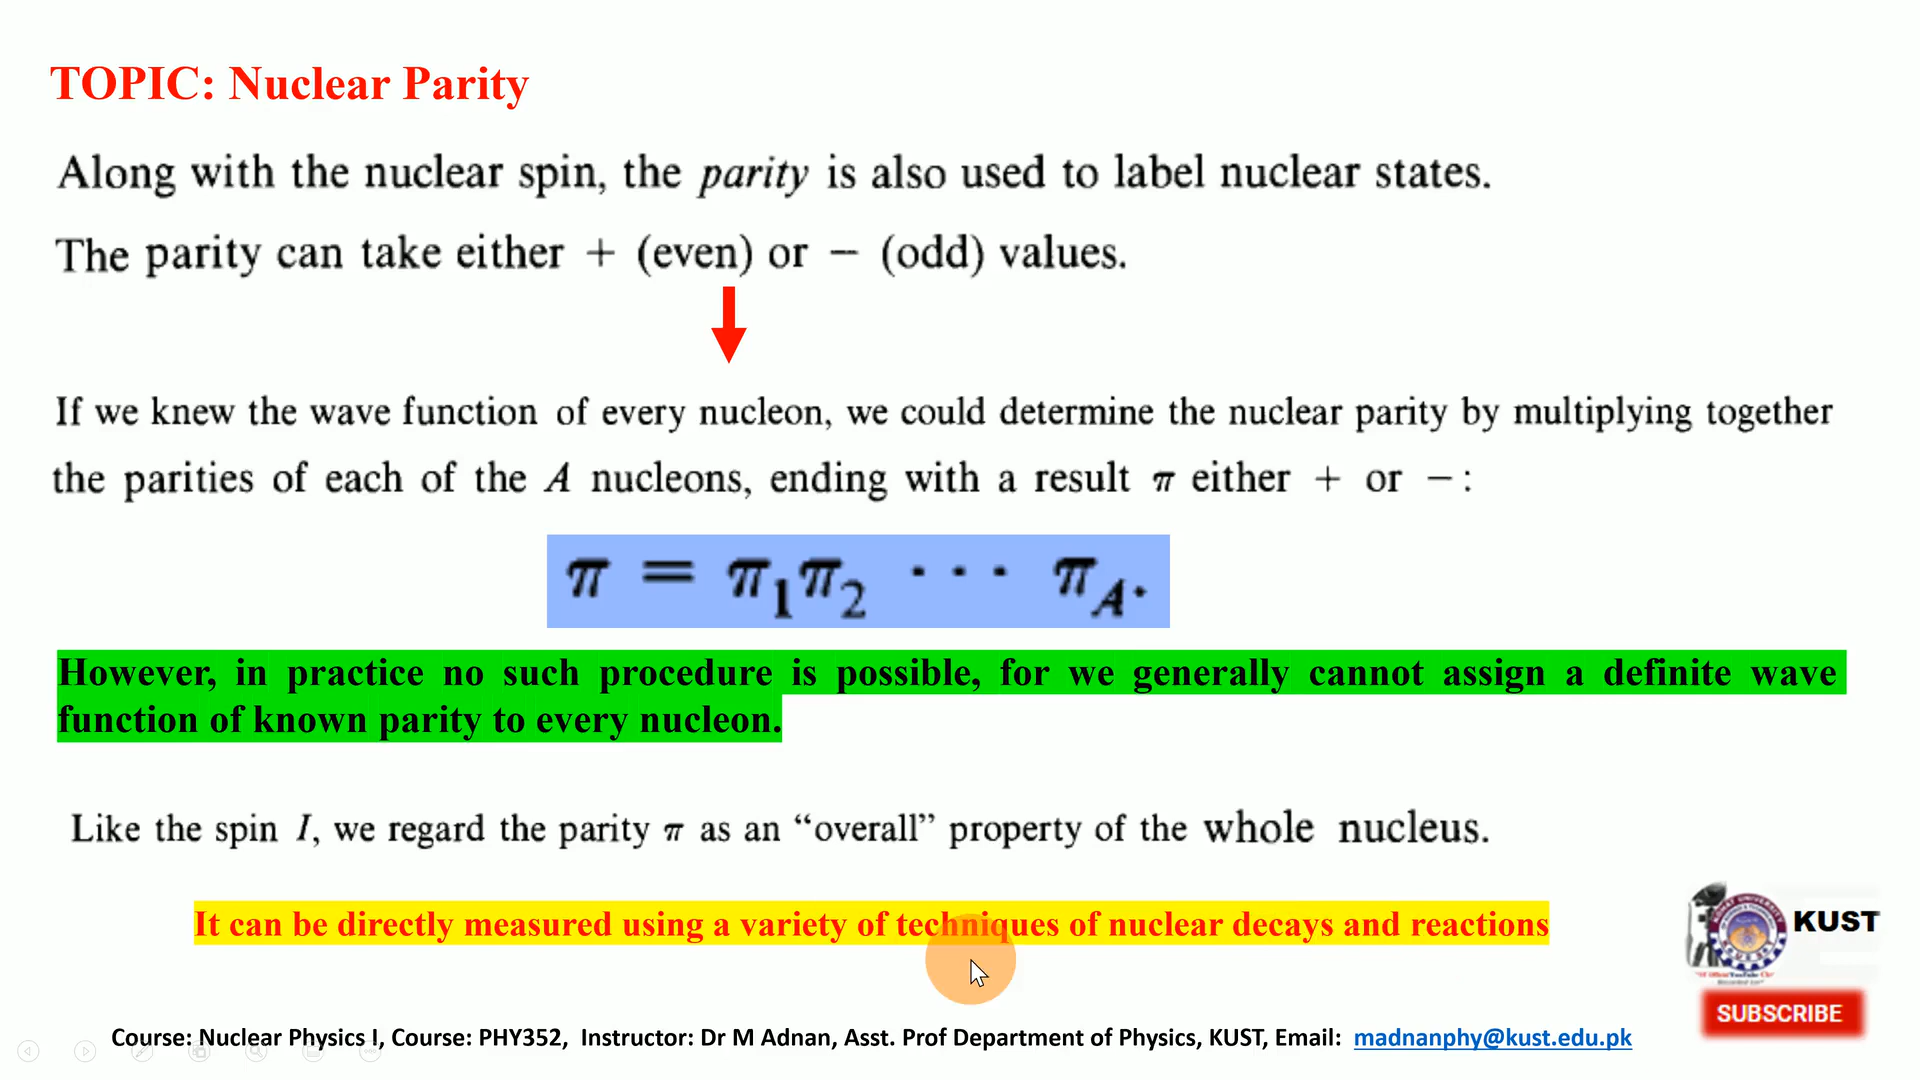 TOPIC: Nuclear Parity
Along with the nuclear spin, the parity is also used to label nuclear states.
The parity can take either + (even) or − (odd) values.
If we knew the wave function of every nucleon, we could determine the nuclear parity by multiplying together
the parities of each of the A nucleons, ending with a result π either + or −:
π = π₁π₂ ··· π_A.
However, in practice no such procedure is possible, for we generally cannot assign a definite wave
function of known parity to every nucleon.
Like the spin I, we regard the parity π as an “overall” property of the whole nucleus.
It can be directly measured using a variety of techniques of nuclear decays and reactions
KUST
SUBSCRIBE
Course: Nuclear Physics I, Course: PHY352, Instructor: Dr M Adnan, Asst. Prof Department of Physics, KUST, Email: madnanphy@kust.edu.pk